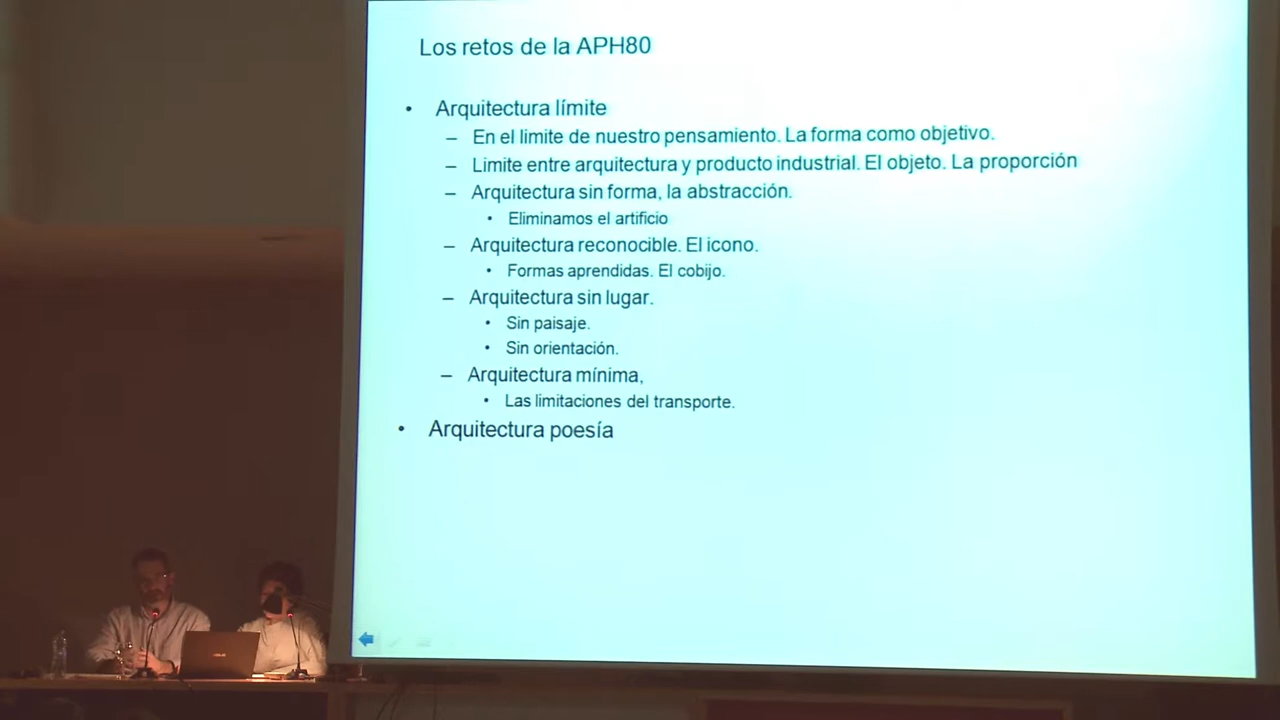 Los retos de la APH80
• Arquitectura límite
– En el limite de nuestro pensamiento. La forma como objetivo.
– Limite entre arquitectura y producto industrial. El objeto. La proporción
– Arquitectura sin forma, la abstracción.
• Eliminamos el artificio
– Arquitectura reconocible. El icono.
• Formas aprendidas. El cobijo.
– Arquitectura sin lugar.
• Sin paisaje.
• Sin orientación.
– Arquitectura mínima,
• Las limitaciones del transporte.
• Arquitectura poesía